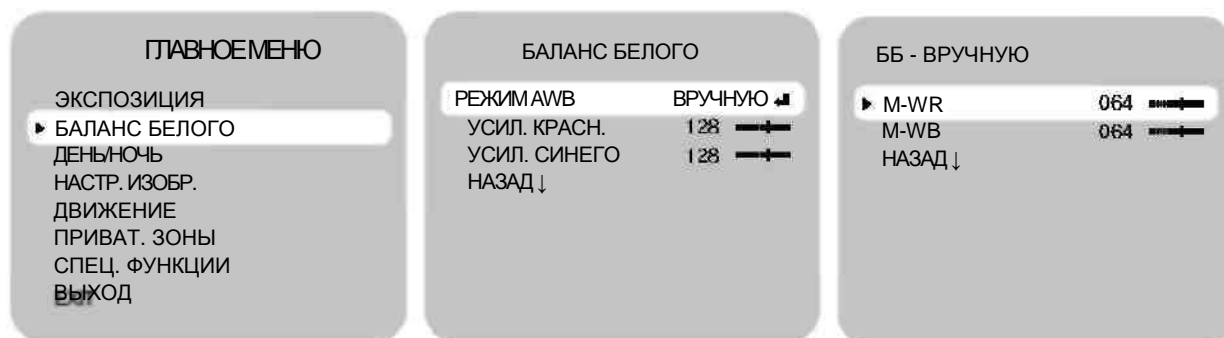 ГЛАВНОЕ МЕНЮ
ЭКСПОЗИЦИЯ
БАЛАНС БЕЛОГО
ДЕНЬ/НОЧЬ
НАСТР. ИЗОБР.
ДВИЖЕНИЕ
ПРИВАТ. ЗОНЫ
СПЕЦ. ФУНКЦИИ
ВЫХОД
БАЛАНС БЕЛОГО
РЕЖИМ AWB ВРУЧНУЮ
УСИЛ. КРАСН. 128
УСИЛ. СИНЕГО 128
НАЗАД ↓
ББ - ВРУЧНУЮ
M-WR 064
M-WB 064
НАЗАД ↓